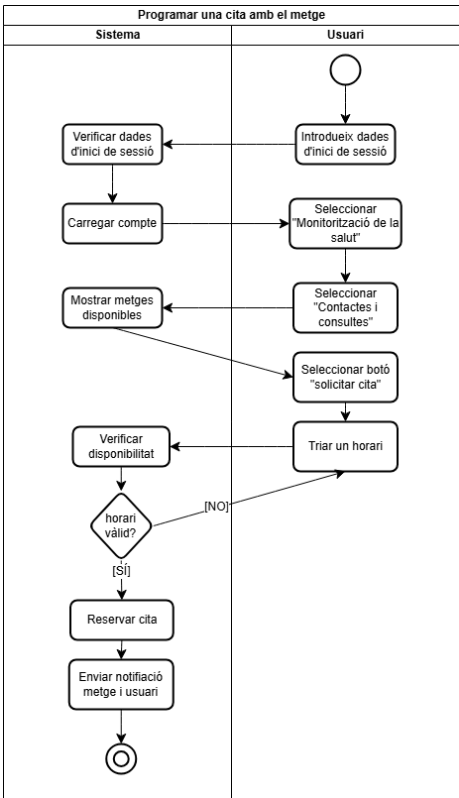 Programar una cita amb el metge
Sistema
Usuari
Introdueix dades
d'inici de sessió
Verificar dades
d'inici de sessió
Carregar compte
Seleccionar
"Monitorització de la
salut"
Seleccionar
"Contactes i
consultes"
Mostrar metges
disponibles
Seleccionar botó
"solicitar cita"
Triar un horari
Verificar
disponibilitat
horari
vàlid?
[NO]
[SÍ]
Reservar cita
Enviar notifiació
metge i usuari